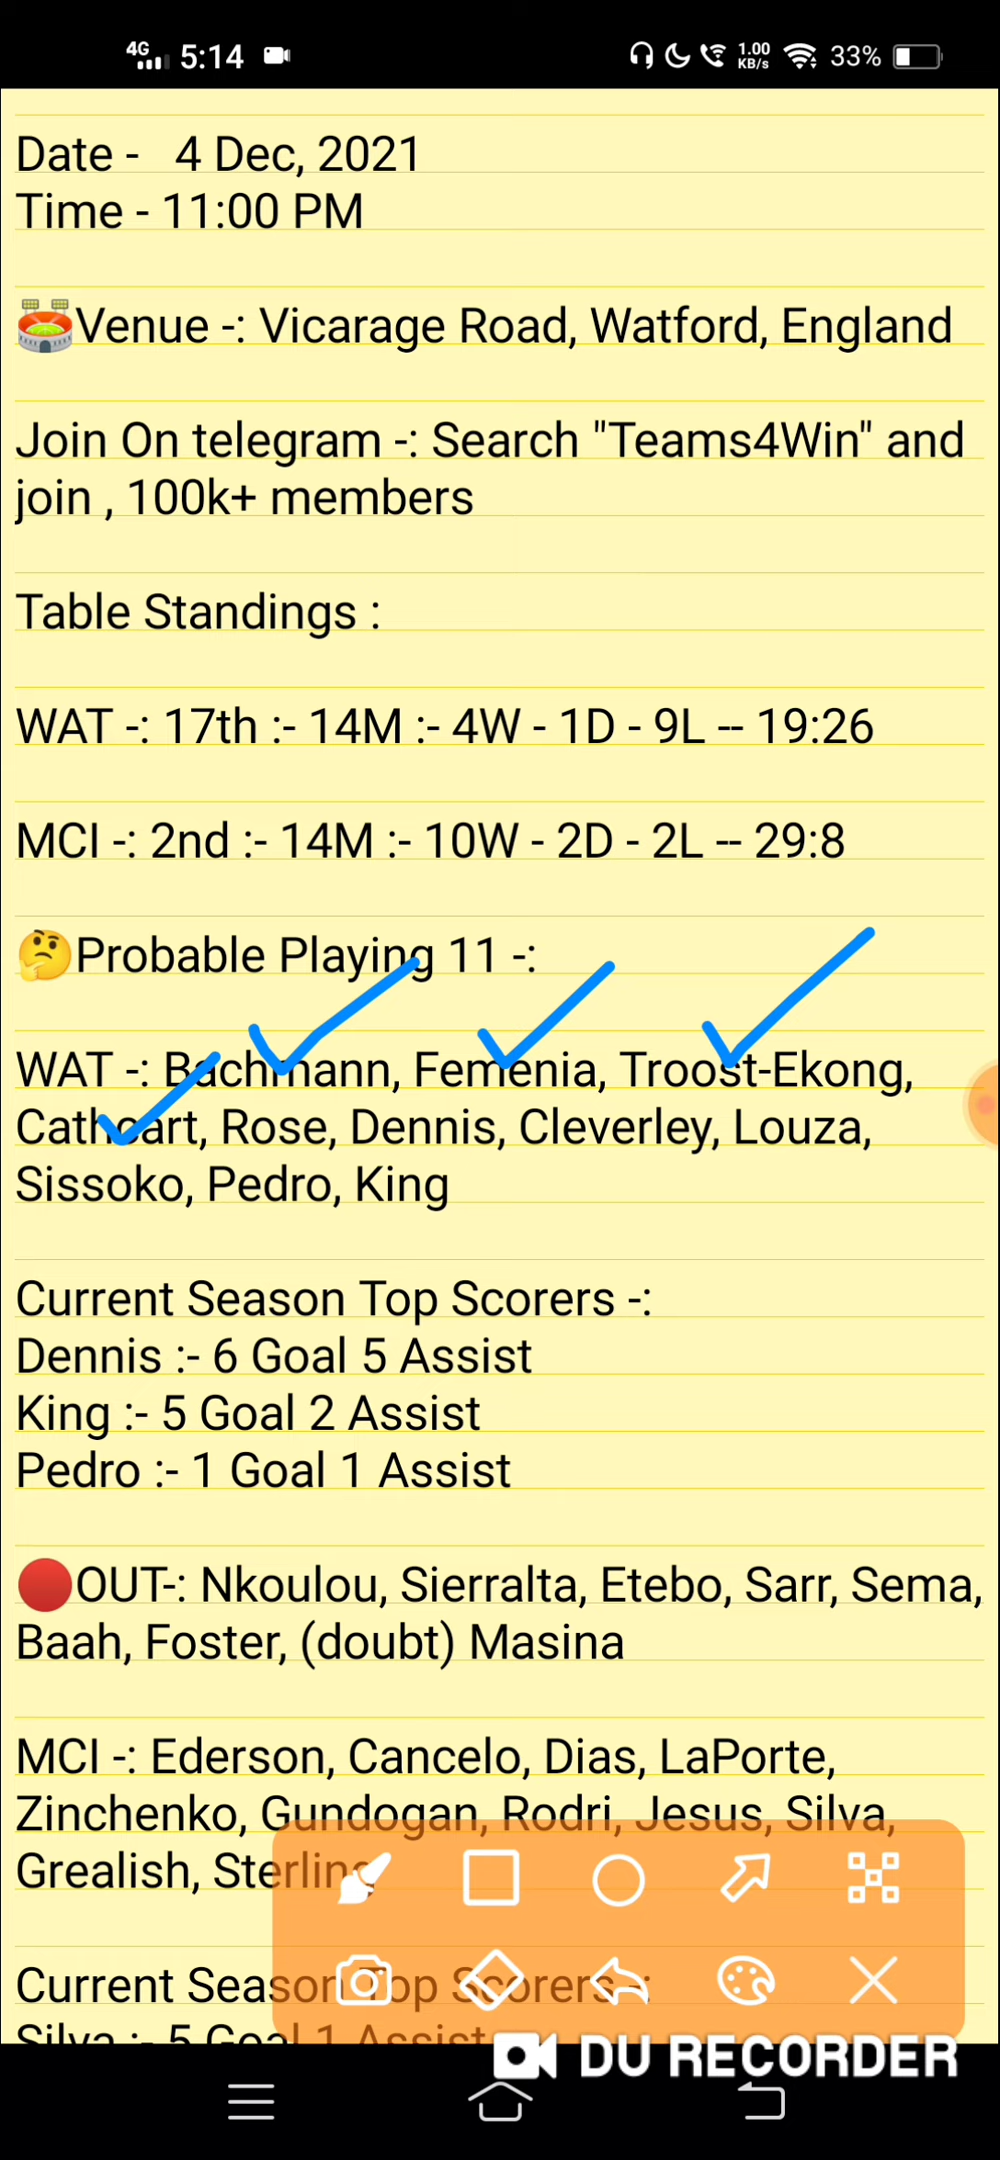 4G 5:14 1.00 KB/s 33%
Date - 4 Dec, 2021
Time - 11:00 PM
Venue -: Vicarage Road, Watford, England
Join On telegram -: Search "Teams4Win" and
join , 100k+ members
Table Standings :
WAT -: 17th :- 14M :- 4W - 1D - 9L -- 19:26
MCI -: 2nd :- 14M :- 10W - 2D - 2L -- 29:8
Probable Playing 11 -:
WAT -: Bachmann, Femenia, Troost-Ekong,
Cathcart, Rose, Dennis, Cleverley, Louza,
Sissoko, Pedro, King
Current Season Top Scorers -:
Dennis :- 6 Goal 5 Assist
King :- 5 Goal 2 Assist
Pedro :- 1 Goal 1 Assist
OUT-: Nkoulou, Sierralta, Etebo, Sarr, Sema,
Baah, Foster, (doubt) Masina
MCI -: Ederson, Cancelo, Dias, LaPorte,
Zinchenko, Gundogan, Rodri, Jesus, Silva,
Grealish, Sterling
Current Season Top Scorers -:
Silva :- 5 Goal 1 Assist
DU RECORDER